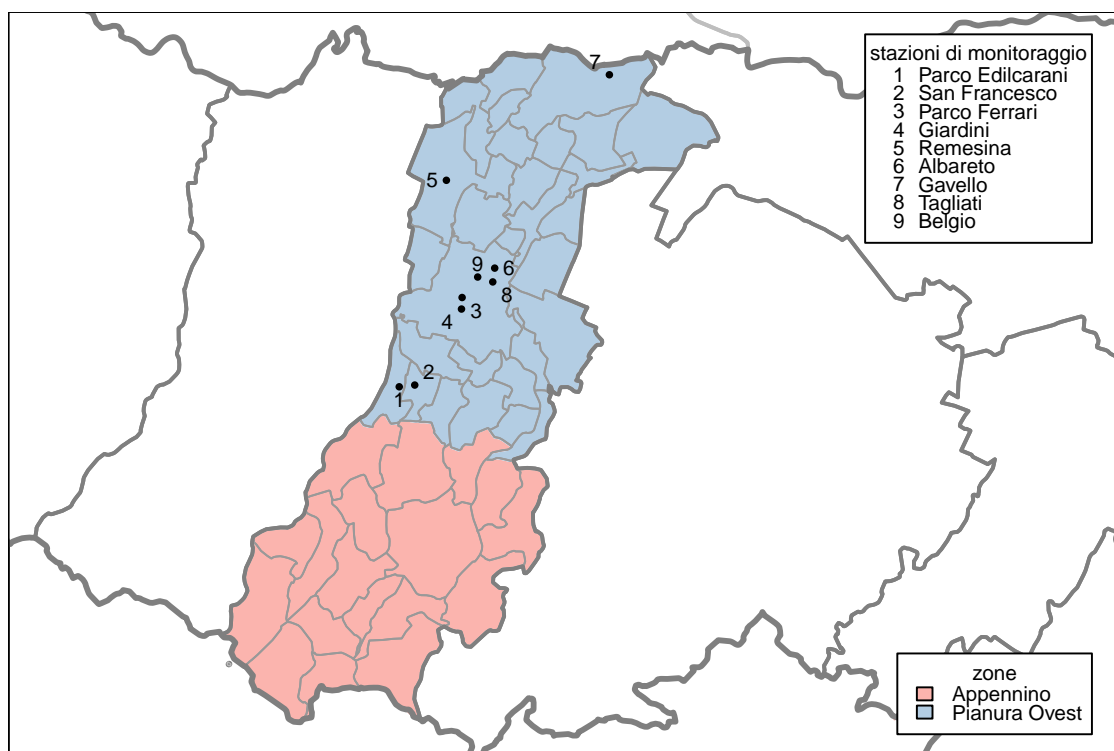 stazioni di monitoraggio
1 Parco Edilcarani
2 San Francesco
3 Parco Ferrari
4 Giardini
5 Remesina
6 Albareto
7 Gavello
8 Tagliati
9 Belgio
7
5
9 6
8
4 3
2
1
zone
Appennino
Pianura Ovest